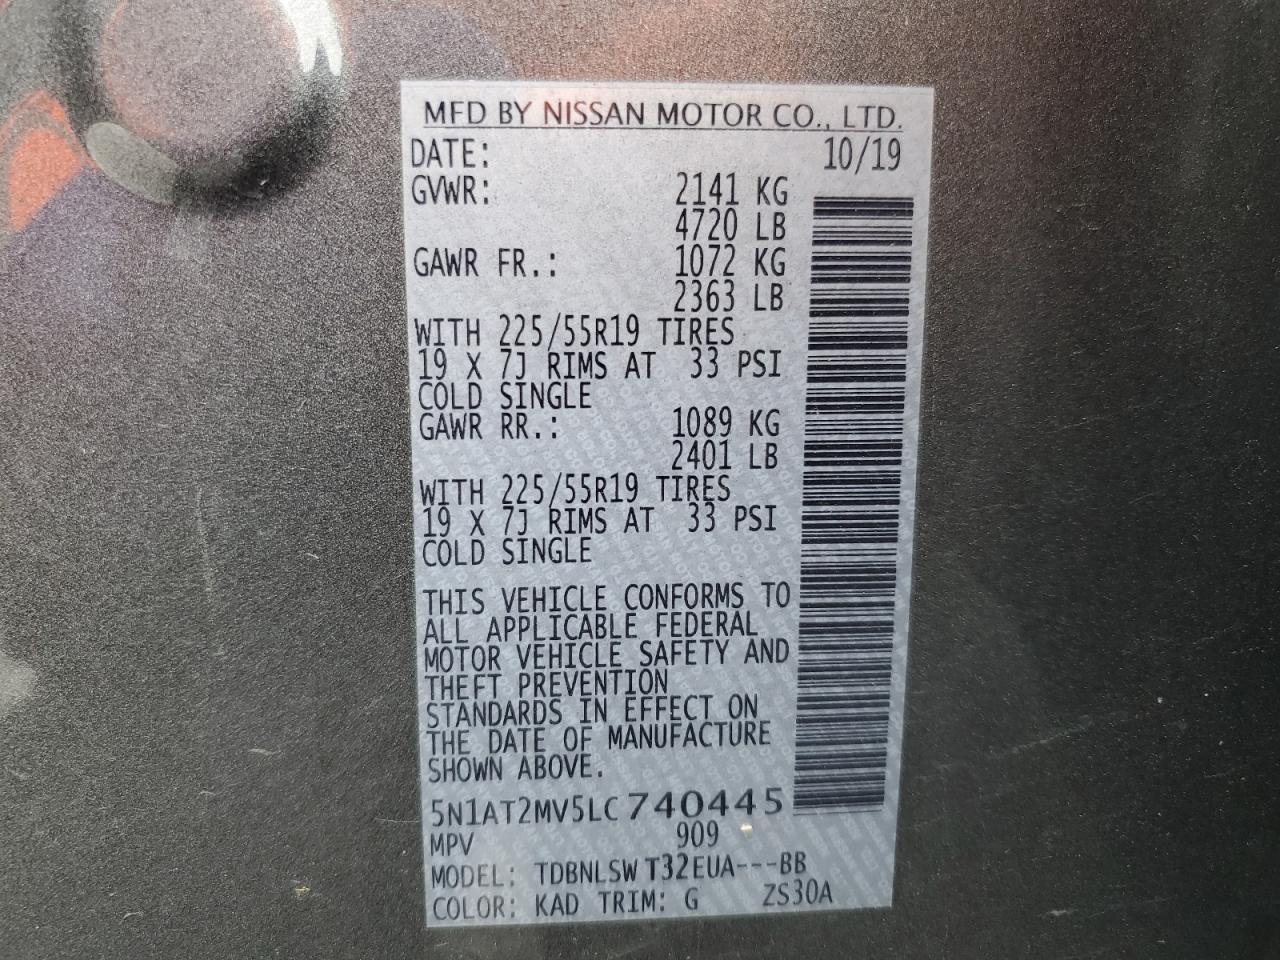 MFD BY NISSAN MOTOR CO., LTD.
DATE: 10/19
GVWR: 2141 KG
4720 LB
GAWR FR.: 1072 KG
2363 LB
WITH 225/55R19 TIRES
19 X 7J RIMS AT 33 PSI
COLD SINGLE
GAWR RR.: 1089 KG
2401 LB
WITH 225/55R19 TIRES
19 X 7J RIMS AT 33 PSI
COLD SINGLE
THIS VEHICLE CONFORMS TO
ALL APPLICABLE FEDERAL
MOTOR VEHICLE SAFETY AND
THEFT PREVENTION
STANDARDS IN EFFECT ON
THE DATE OF MANUFACTURE
SHOWN ABOVE.
5N1AT2MV5LC740445
MPV 909
MODEL: TDBNLSW T32EUA---BB
COLOR: KAD TRIM: G ZS30A